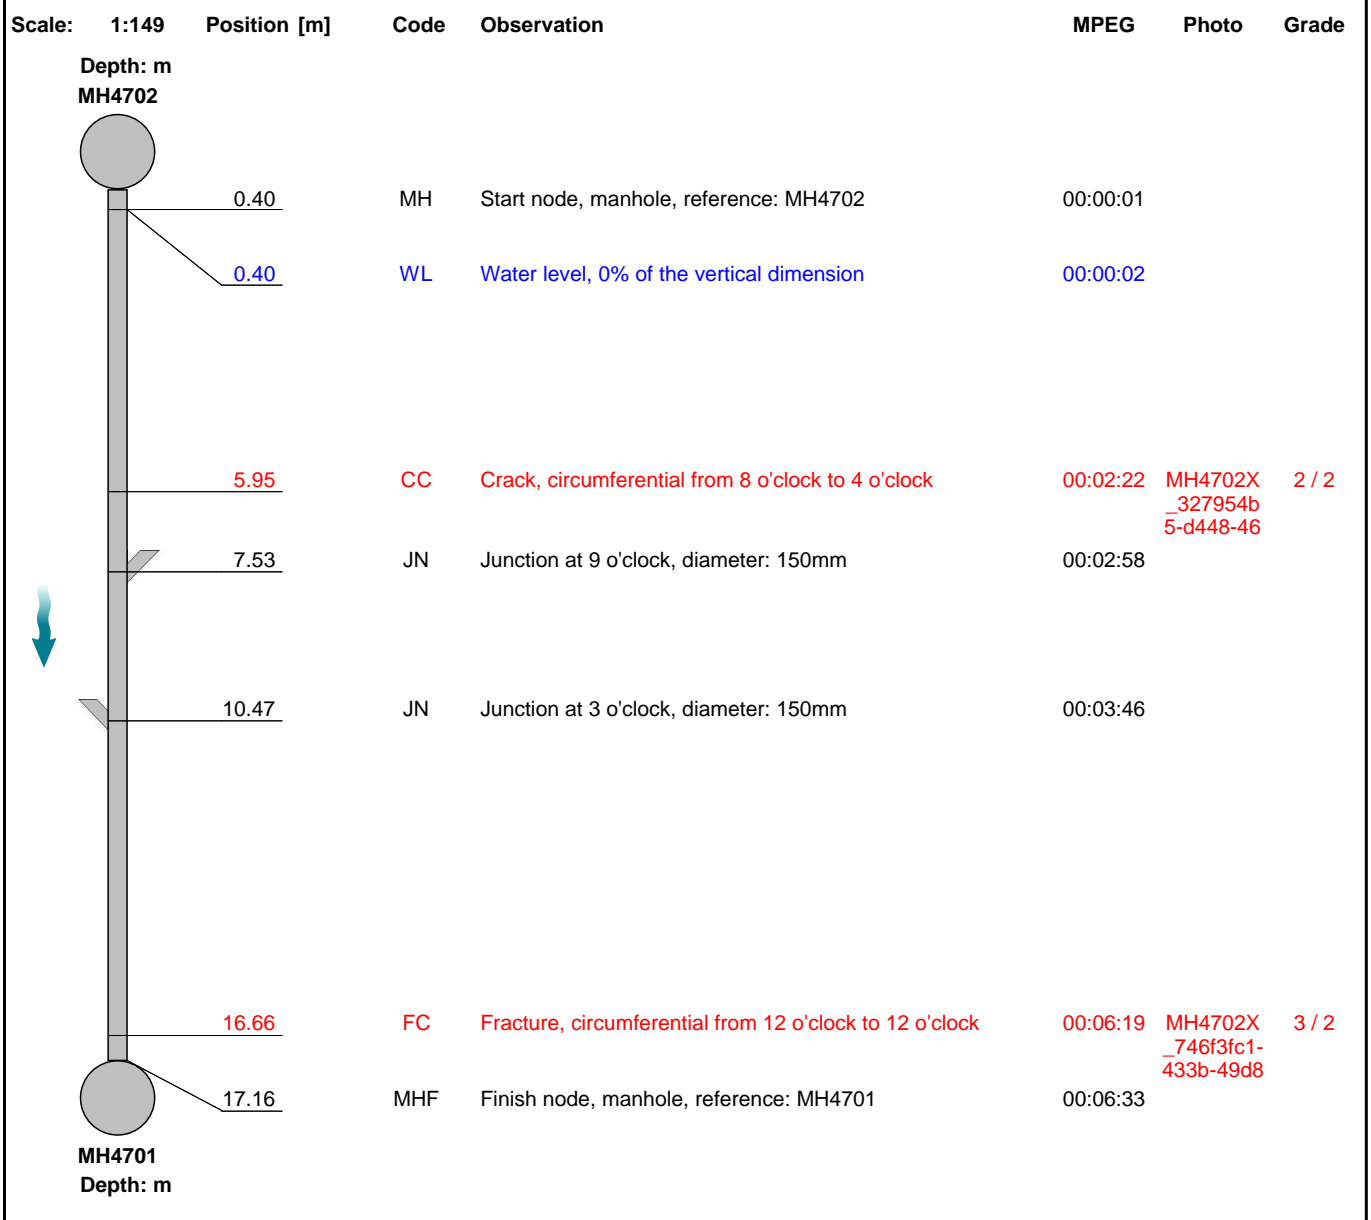 Scale: 1:149 Position [m] Code Observation MPEG Photo Grade
Depth: m
MH4702
0.40 MH Start node, manhole, reference: MH4702 00:00:01
0.40 WL Water level, 0% of the vertical dimension 00:00:02
5.95 CC Crack, circumferential from 8 o'clock to 4 o'clock 00:02:22 MH4702X 2 / 2
_327954b
5-d448-46
7.53 JN Junction at 9 o'clock, diameter: 150mm 00:02:58
10.47 JN Junction at 3 o'clock, diameter: 150mm 00:03:46
16.66 FC Fracture, circumferential from 12 o'clock to 12 o'clock 00:06:19 MH4702X 3 / 2
_746f3fc1-
433b-49d8
17.16 MHF Finish node, manhole, reference: MH4701 00:06:33
MH4701
Depth: m